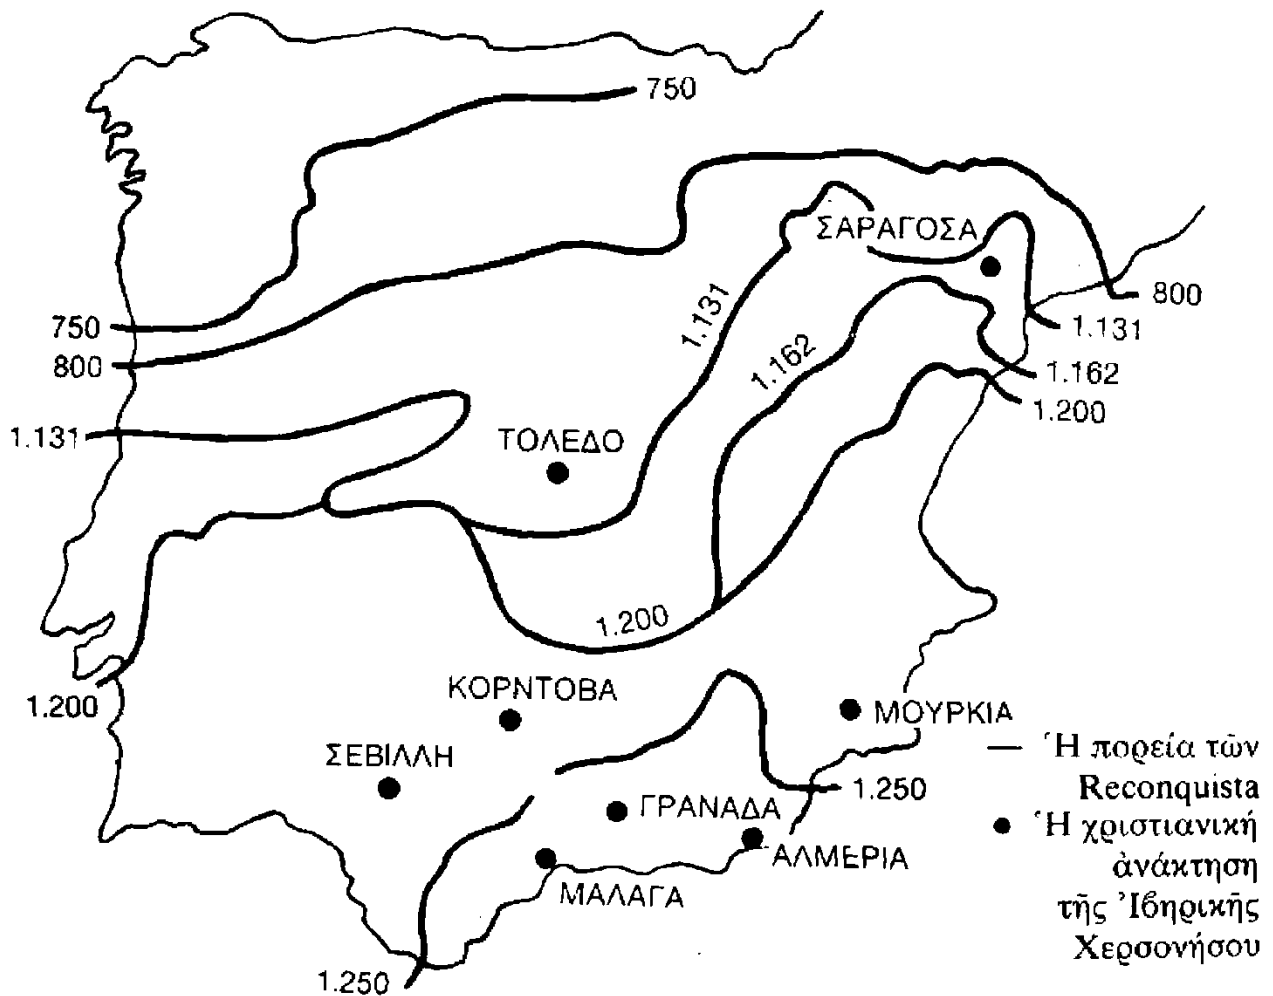 750
ΣΑΡΑΓΟΣΑ
800
1.131
750
1.131
800
1.162
1.162
1.200
1.131
ΤΟΛΕΔΟ
1.200
ΚΟΡΝΤΟΒΑ
1.200
ΜΟΥΡΚΙΑ
ΣΕΒΙΛΛΗ
1.250
ΓΡΑΝΑΔΑ
ΑΛΜΕΡΙΑ
ΜΑΛΑΓΑ
1.250
— Ἡ πορεία τῶν
Reconquista
● Ἡ χριστιανική
ἀνάκτηση
τῆς Ἰβηρικῆς
Χερσονήσου